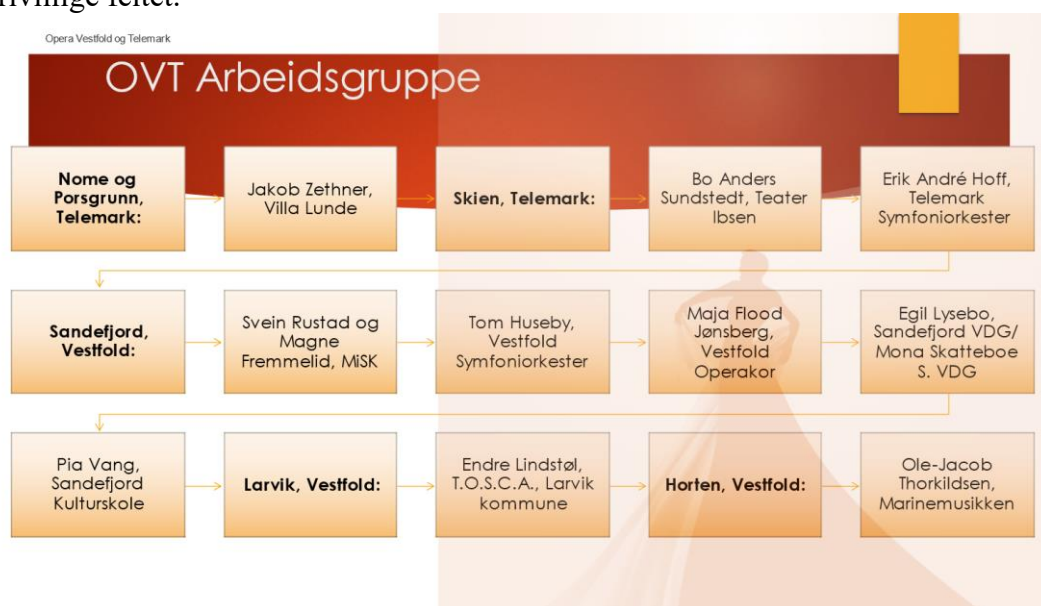 Opera Vestfold og Telemark
OVT Arbeidsgruppe
Nome og
Porsgrunn,
Telemark:
Jakob Zethner,
Villa Lunde
Skien, Telemark:
Bo Anders
Sundstedt, Teater
Ibsen
Erik André Hoff,
Telemark
Symfoniorkester
Sandefjord,
Vestfold:
Svein Rustad og
Magne
Fremmelid, MiSK
Tom Huseby,
Vestfold
Symfoniorkester
Maja Flood
Jønsberg,
Vestfold
Operakor
Egil Lysebo,
Sandefjord VDG/
Mona Skatteboe
S. VDG
Pia Vang,
Sandefjord
Kulturskole
Larvik, Vestfold:
Endre Lindstøl,
T.O.S.C.A., Larvik
kommune
Horten, Vestfold:
Ole-Jacob
Thorkildsen,
Marinemusikken